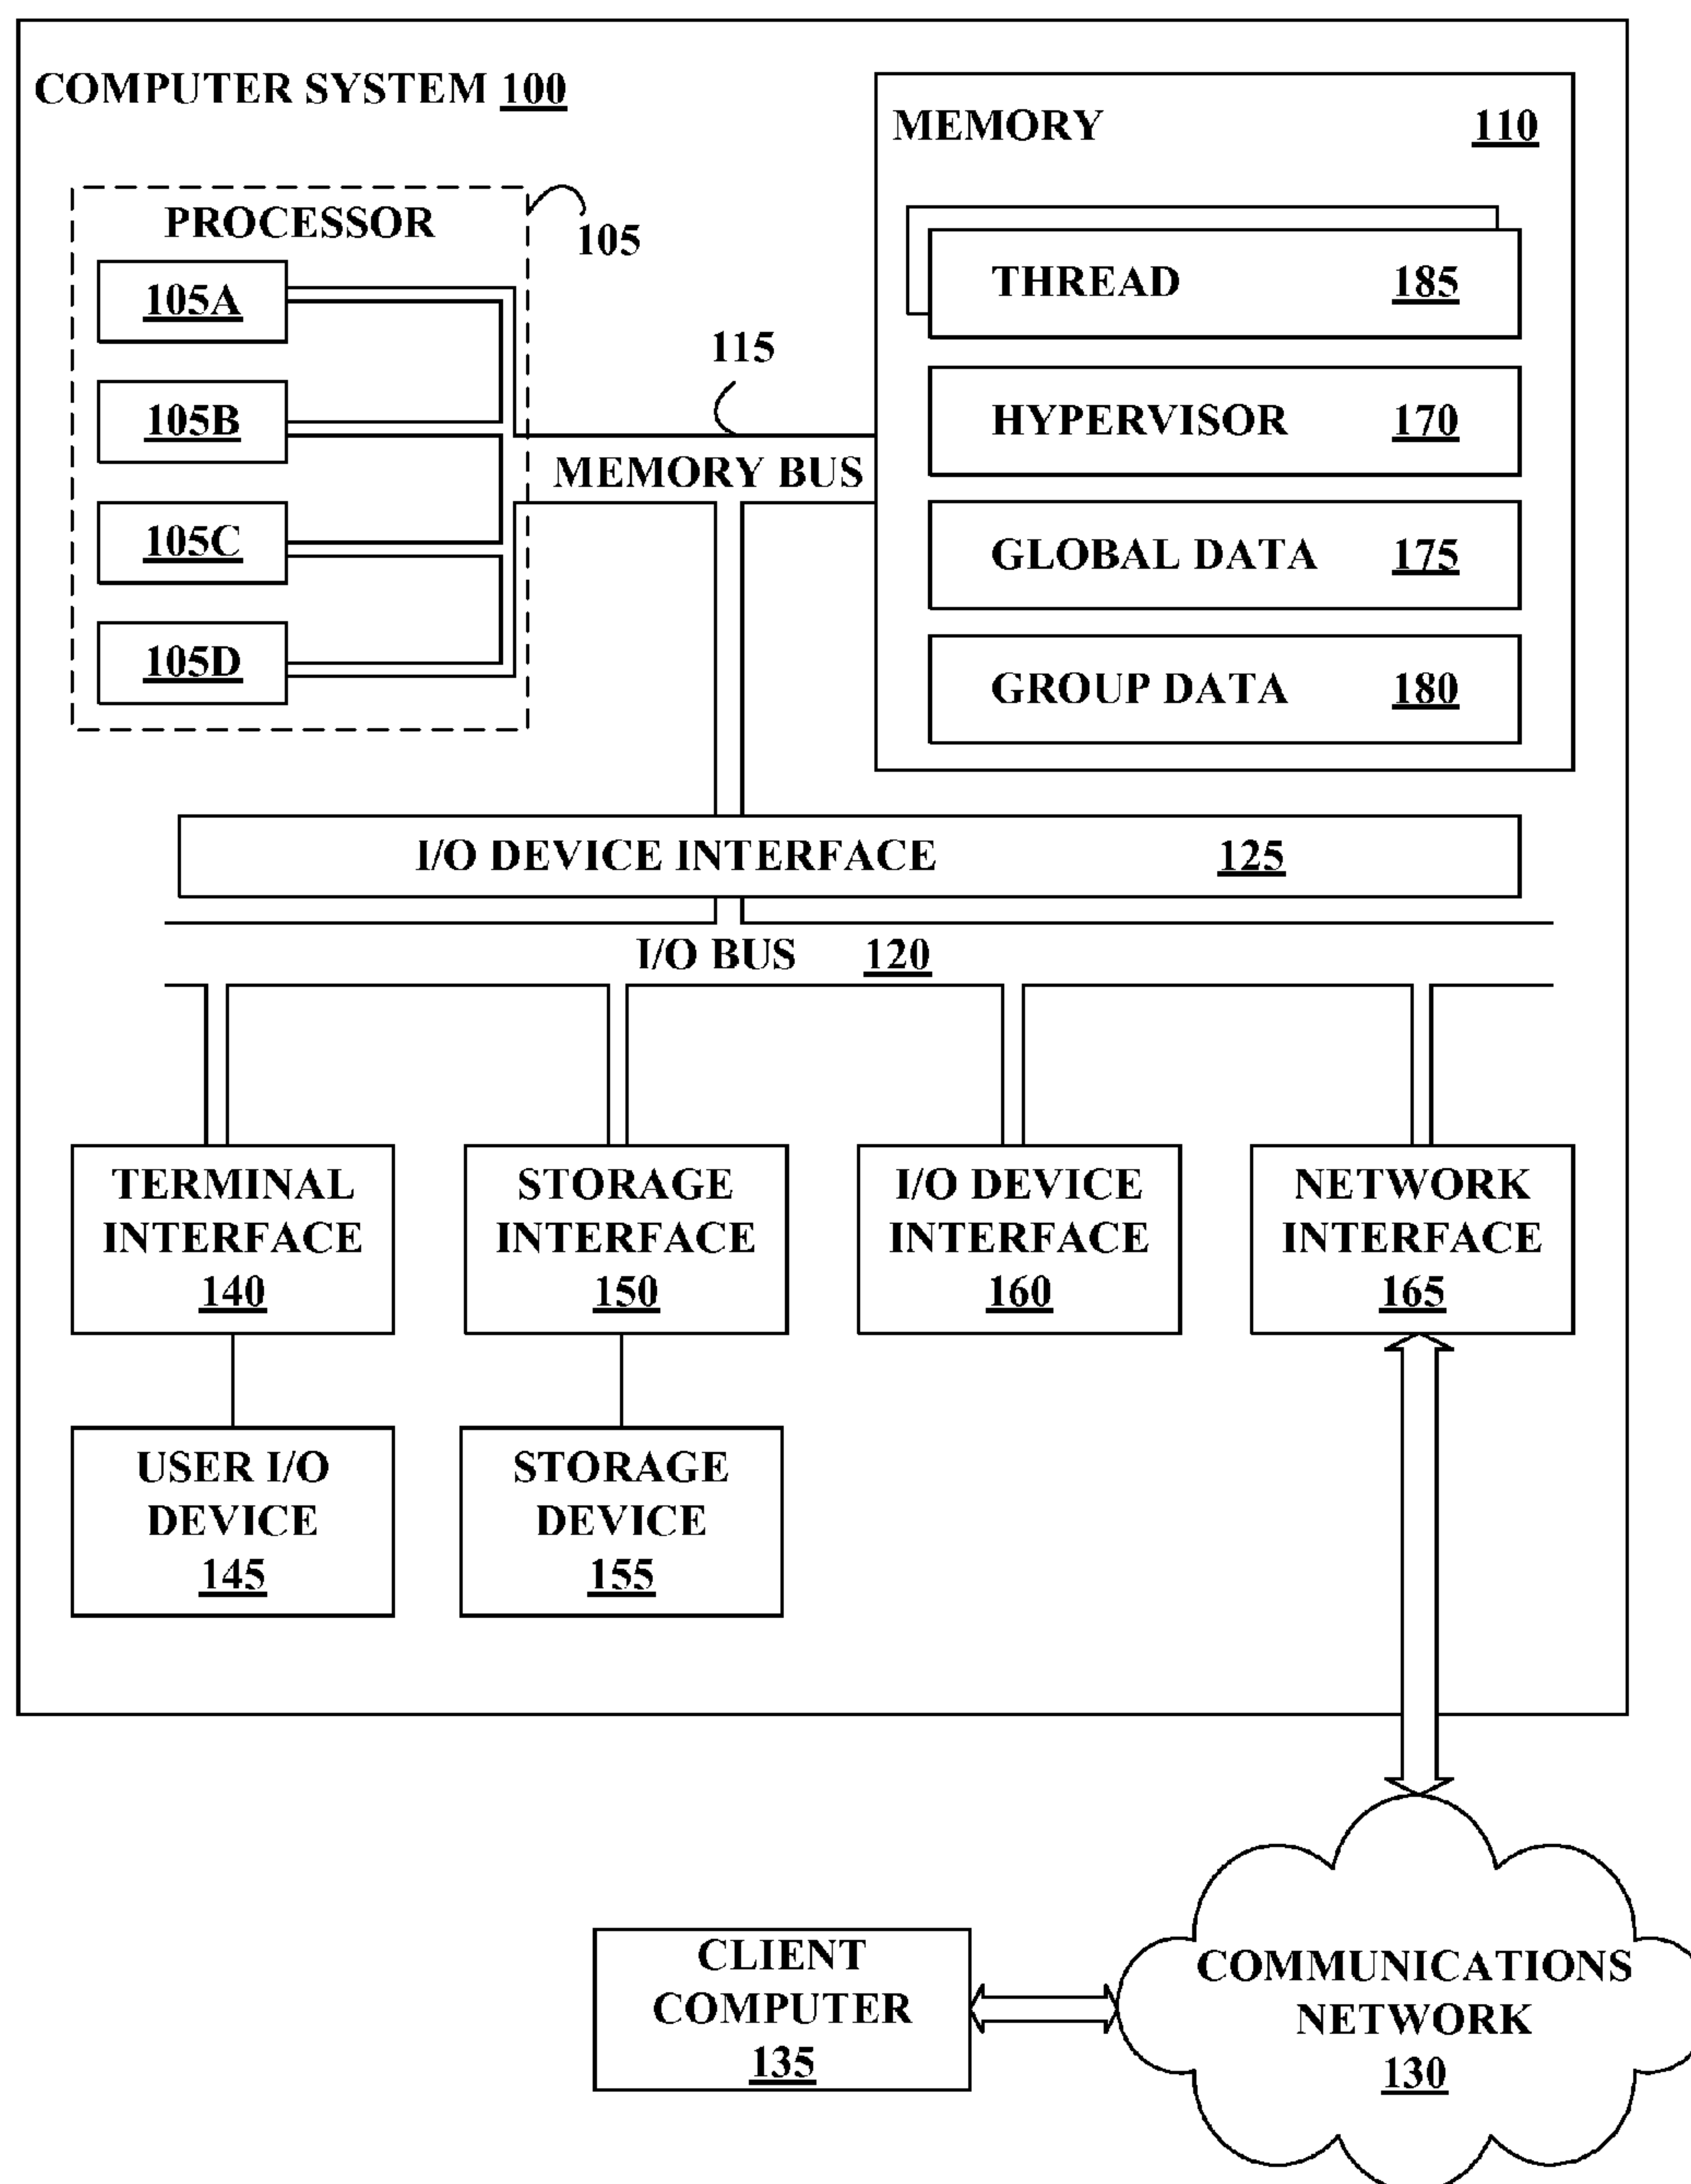 COMPUTER SYSTEM 100
MEMORY 110
PROCESSOR
105
105A
105B
105C
105D
115
MEMORY BUS
THREAD 185
HYPERVISOR 170
GLOBAL DATA 175
GROUP DATA 180
I/O DEVICE INTERFACE 125
I/O BUS 120
TERMINAL
INTERFACE
140
STORAGE
INTERFACE
150
I/O DEVICE
INTERFACE
160
NETWORK
INTERFACE
165
USER I/O
DEVICE
145
STORAGE
DEVICE
155
CLIENT
COMPUTER
135
COMMUNICATIONS
NETWORK
130